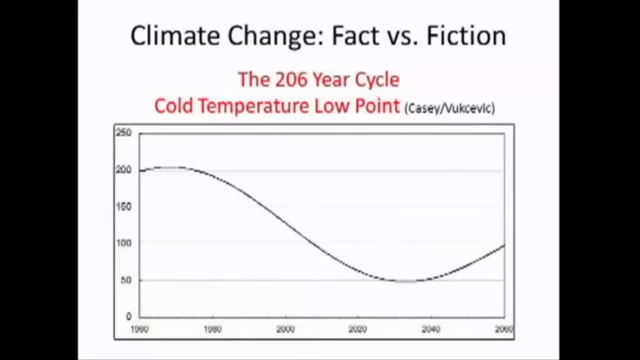 Climate Change: Fact vs. Fiction
The 206 Year Cycle
Cold Temperature Low Point (Casey/Vukcevic)
250
200
150
100
50
0
1960 1980 2000 2020 2040 2060